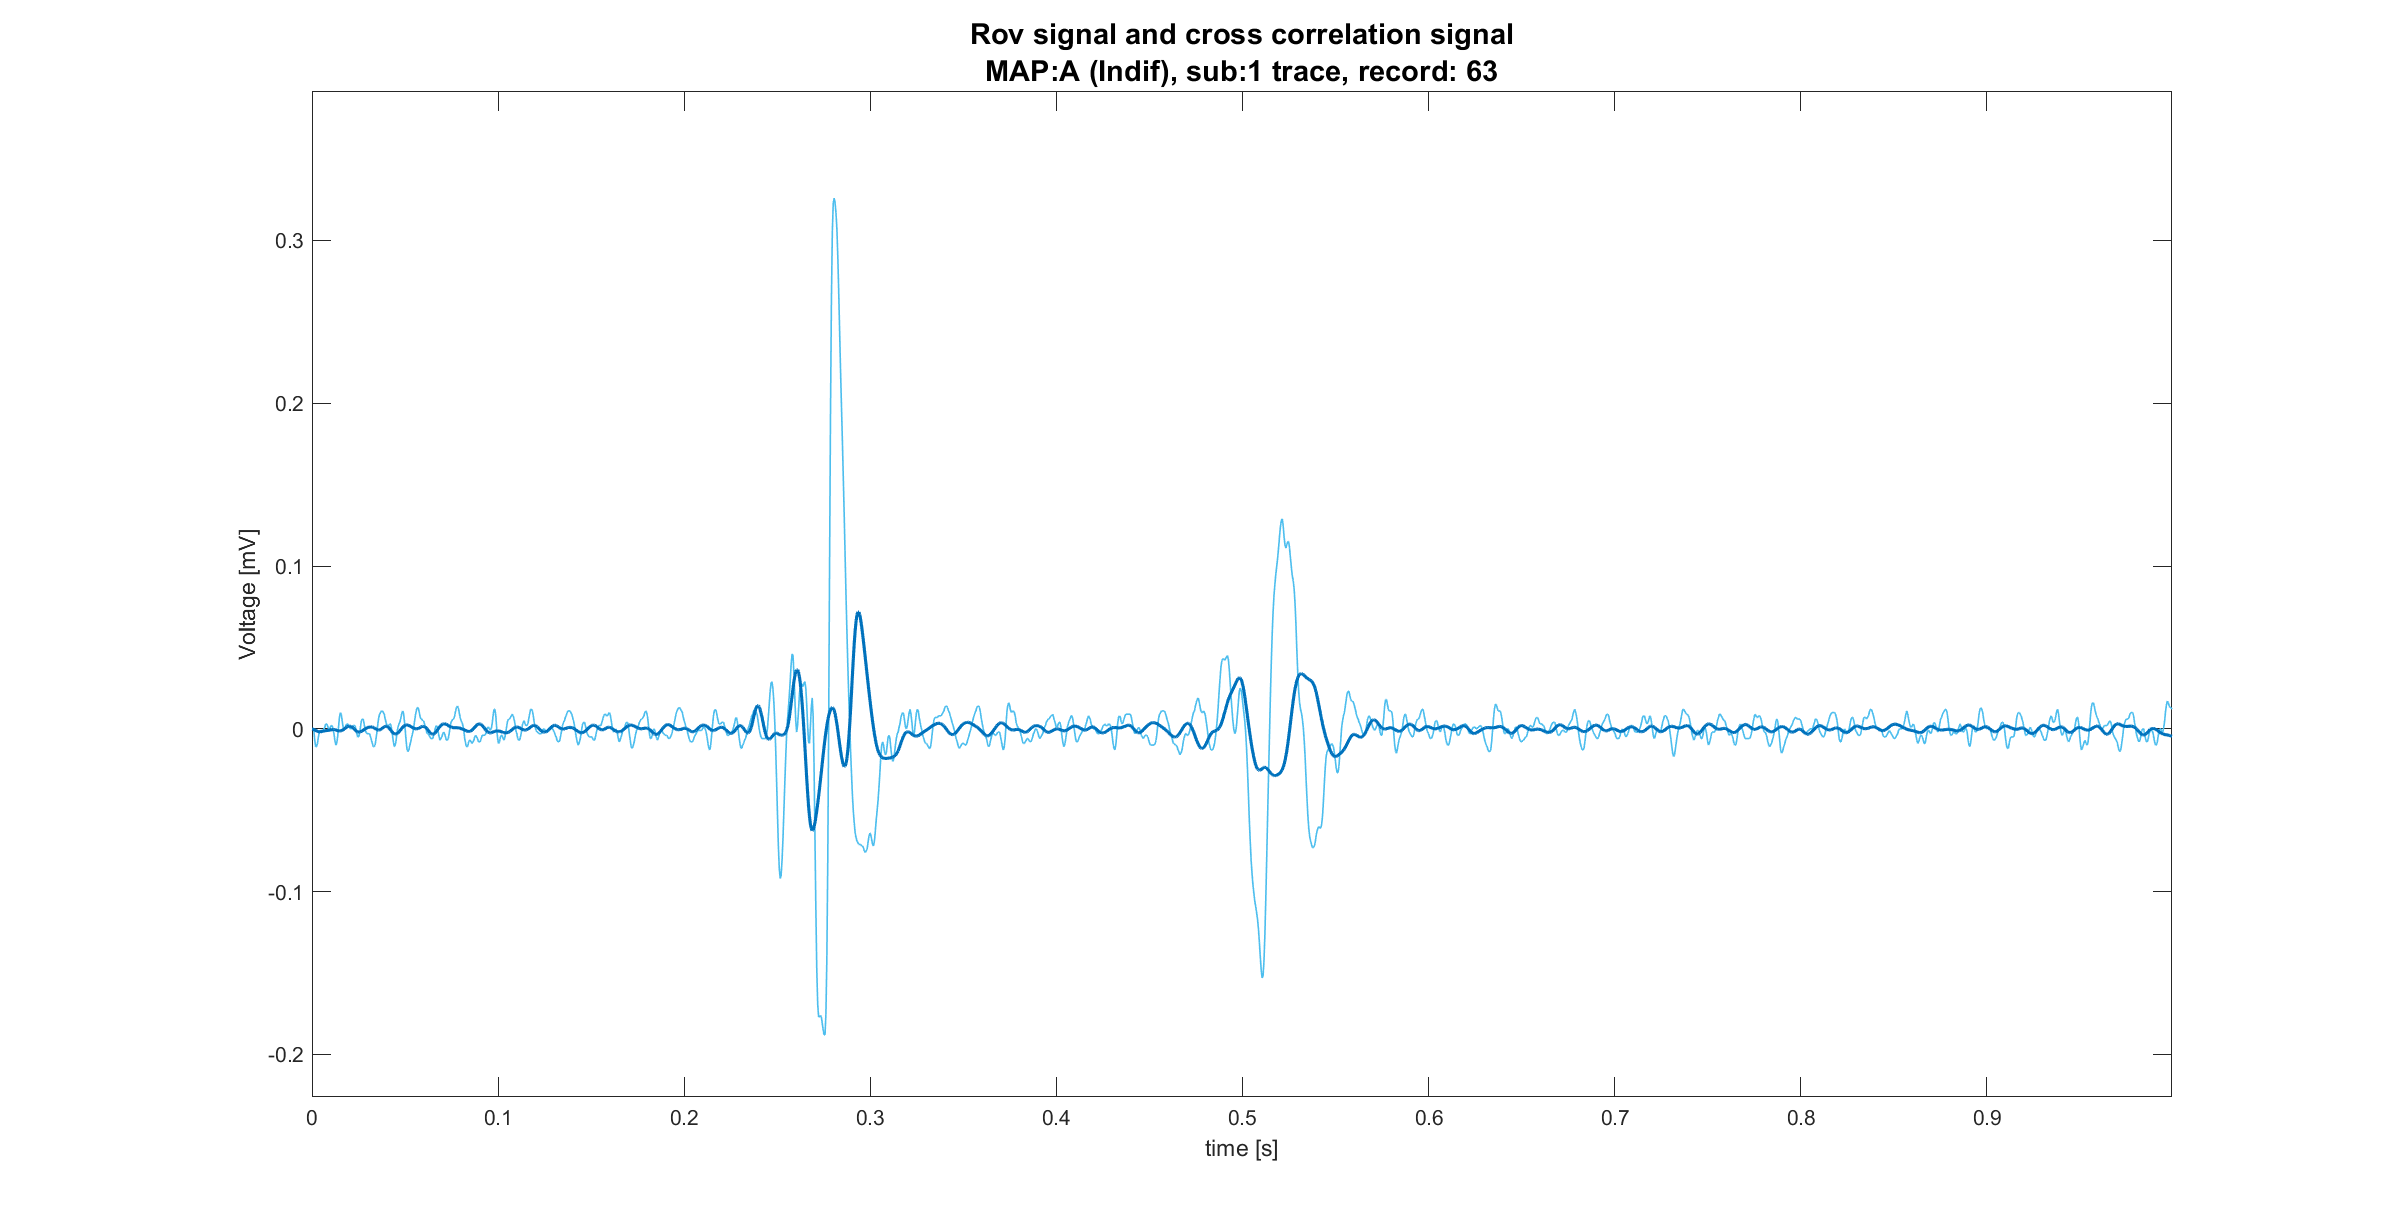 Rov signal and cross correlation signal
MAP:A (Indif), sub:1 trace, record: 63
Voltage [mV]
0.3
0.2
0.1
0
-0.1
-0.2
0 0.1 0.2 0.3 0.4 0.5 0.6 0.7 0.8 0.9
time [s]